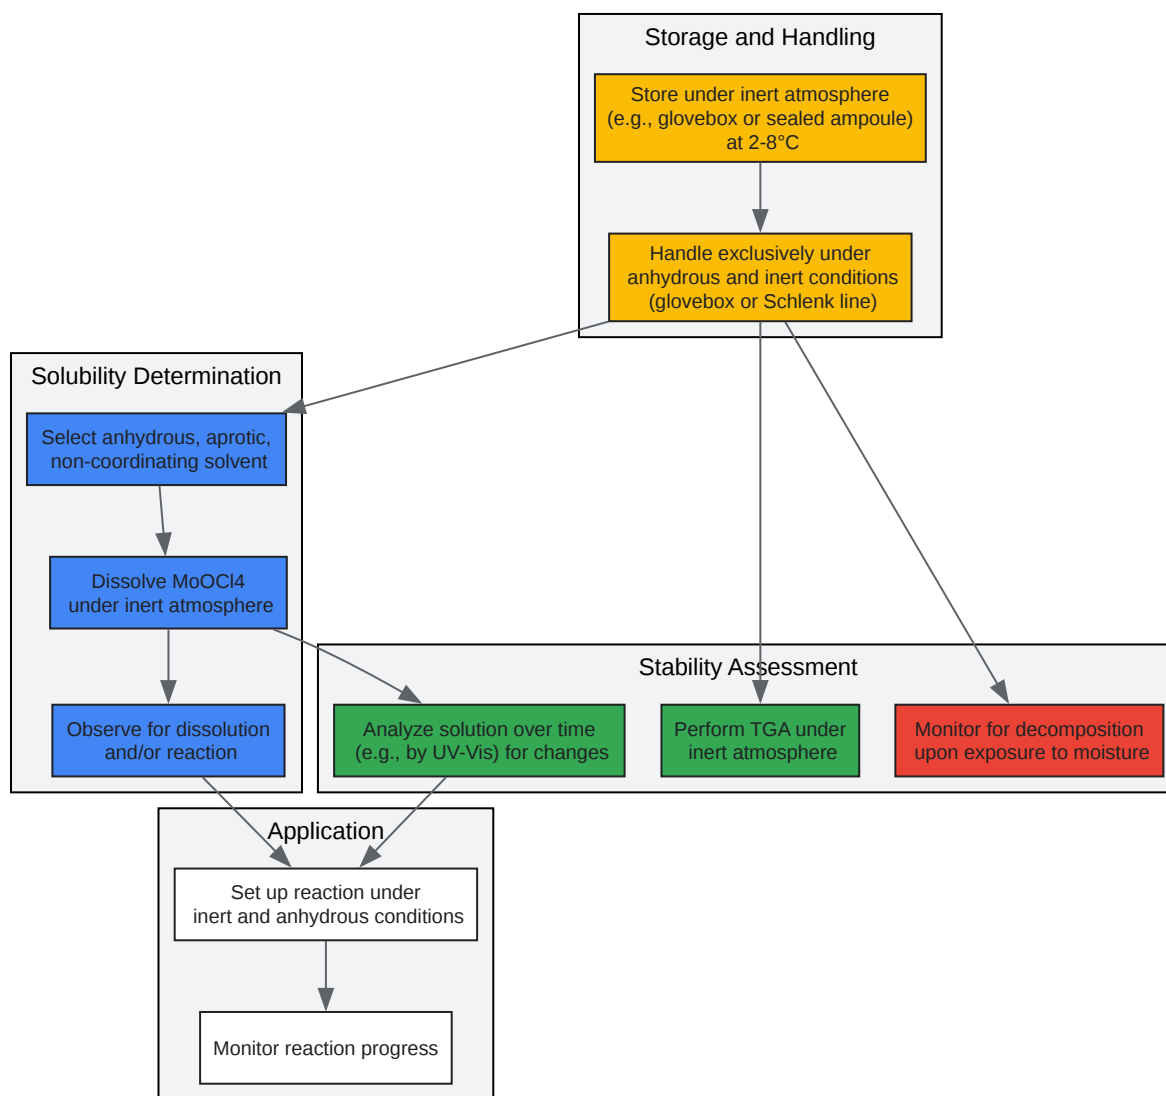 Storage and Handling
Store under inert atmosphere
(e.g., glovebox or sealed ampoule)
at 2-8°C
Handle exclusively under
anhydrous and inert conditions
(glovebox or Schlenk line)
Solubility Determination
Select anhydrous, aprotic,
non-coordinating solvent
Dissolve MoOCl4
under inert atmosphere
Observe for dissolution
and/or reaction
Stability Assessment
Analyze solution over time
(e.g., by UV-Vis) for changes
Perform TGA under
inert atmosphere
Monitor for decomposition
upon exposure to moisture
Application
Set up reaction under
inert and anhydrous conditions
Monitor reaction progress